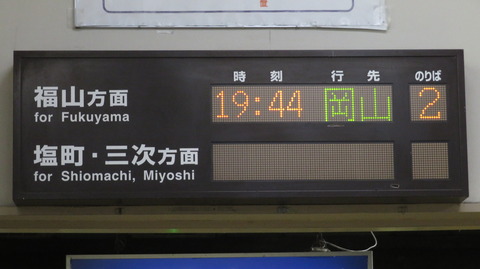 時刻 行先 のりば
福山方面 19:44 岡山 2
for Fukuyama
塩町・三次方面
for Shiomachi, Miyoshi